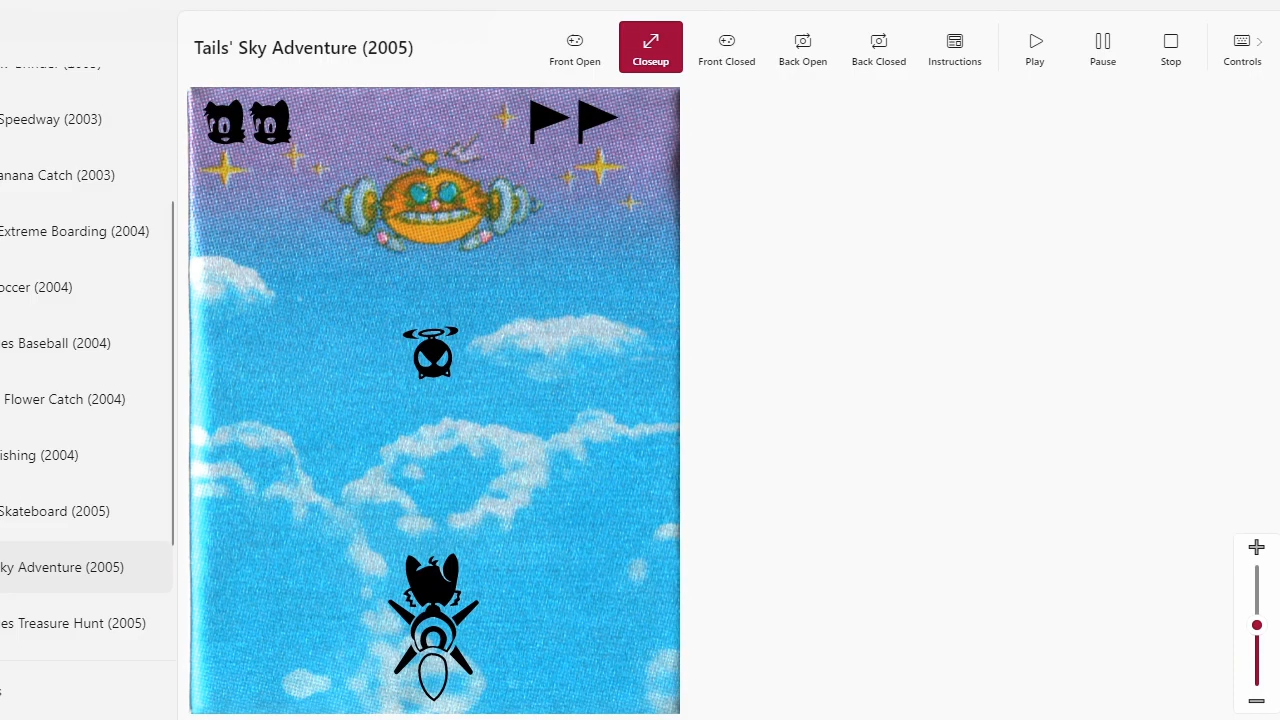 Tails' Sky Adventure (2005)
Front Open
Closeup
Front Closed
Back Open
Back Closed
Instructions
Play
Pause
Stop
Controls
Speedway (2003)
anana Catch (2003)
Extreme Boarding (2004)
occer (2004)
es Baseball (2004)
Flower Catch (2004)
ishing (2004)
Skateboard (2005)
ky Adventure (2005)
es Treasure Hunt (2005)
s